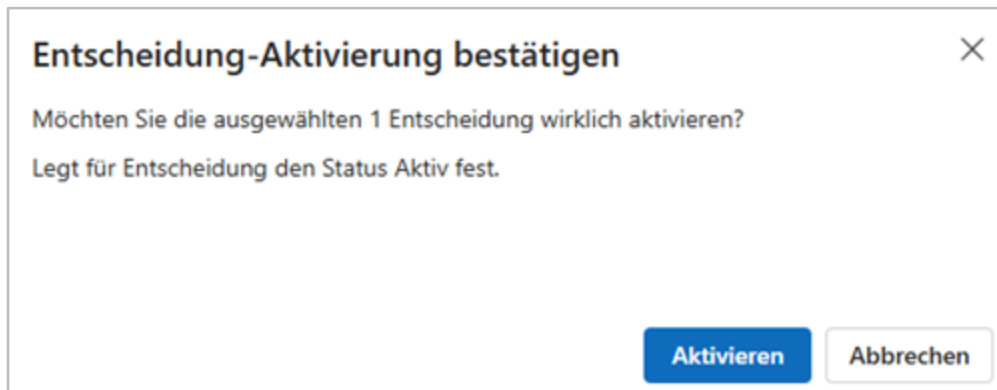 Entscheidung-Aktivierung bestätigen
Möchten Sie die ausgewählten 1 Entscheidung wirklich aktivieren?
Legt für Entscheidung den Status Aktiv fest.
Aktivieren Abbrechen